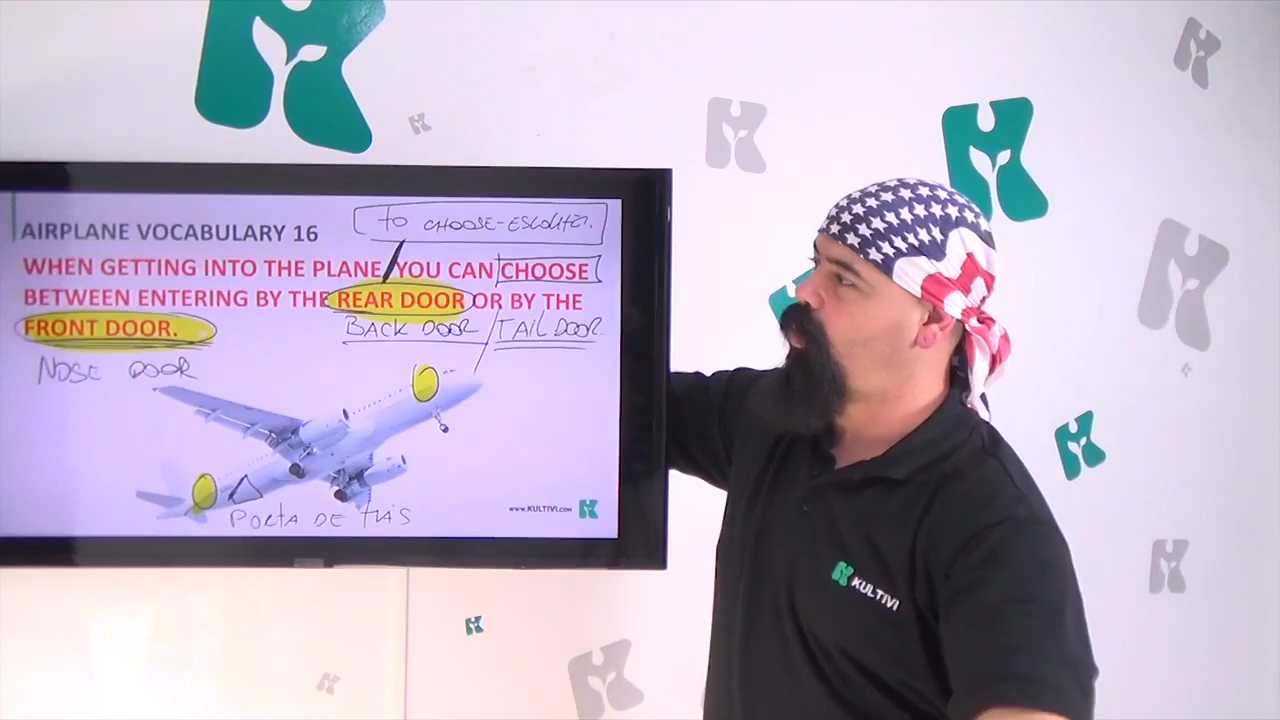 AIRPLANE VOCABULARY 16
TO CHOOSE-ESCOLHER.
WHEN GETTING INTO THE PLANE, YOU CAN CHOOSE
BETWEEN ENTERING BY THE REAR DOOR OR BY THE
FRONT DOOR.
BACK DOOR / TAIL DOOR.
NOSE DOOR
PORTA DE TRÁS
www.KULTIVI.COM
KULTIVI